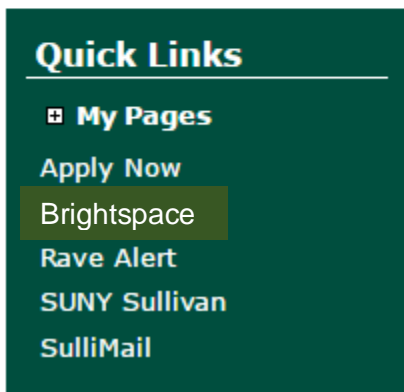 Quick Links
My Pages
Apply Now
Brightspace
Rave Alert
SUNY Sullivan
SulliMail